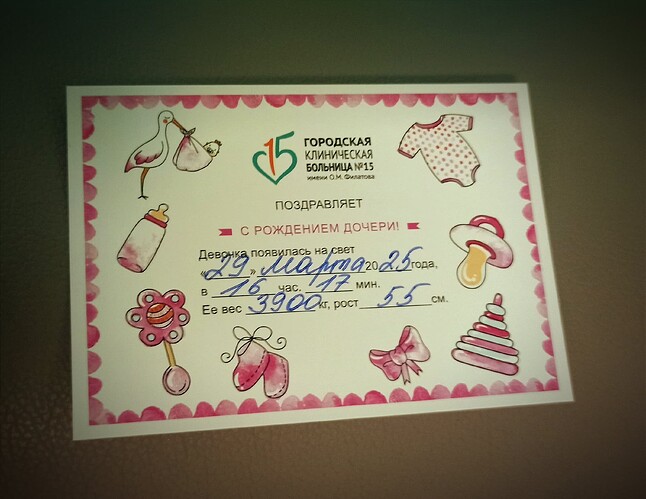 15
ГОРОДСКАЯ
КЛИНИЧЕСКАЯ
БОЛЬНИЦА №15
имени О.М. Филатова
ПОЗДРАВЛЯЕТ
С РОЖДЕНИЕМ ДОЧЕРИ!
Девочка появилась на свет
«29» марта 2025 года,
в 16 час. 17 мин.
Ее вес 3900 кг, рост 55 см.